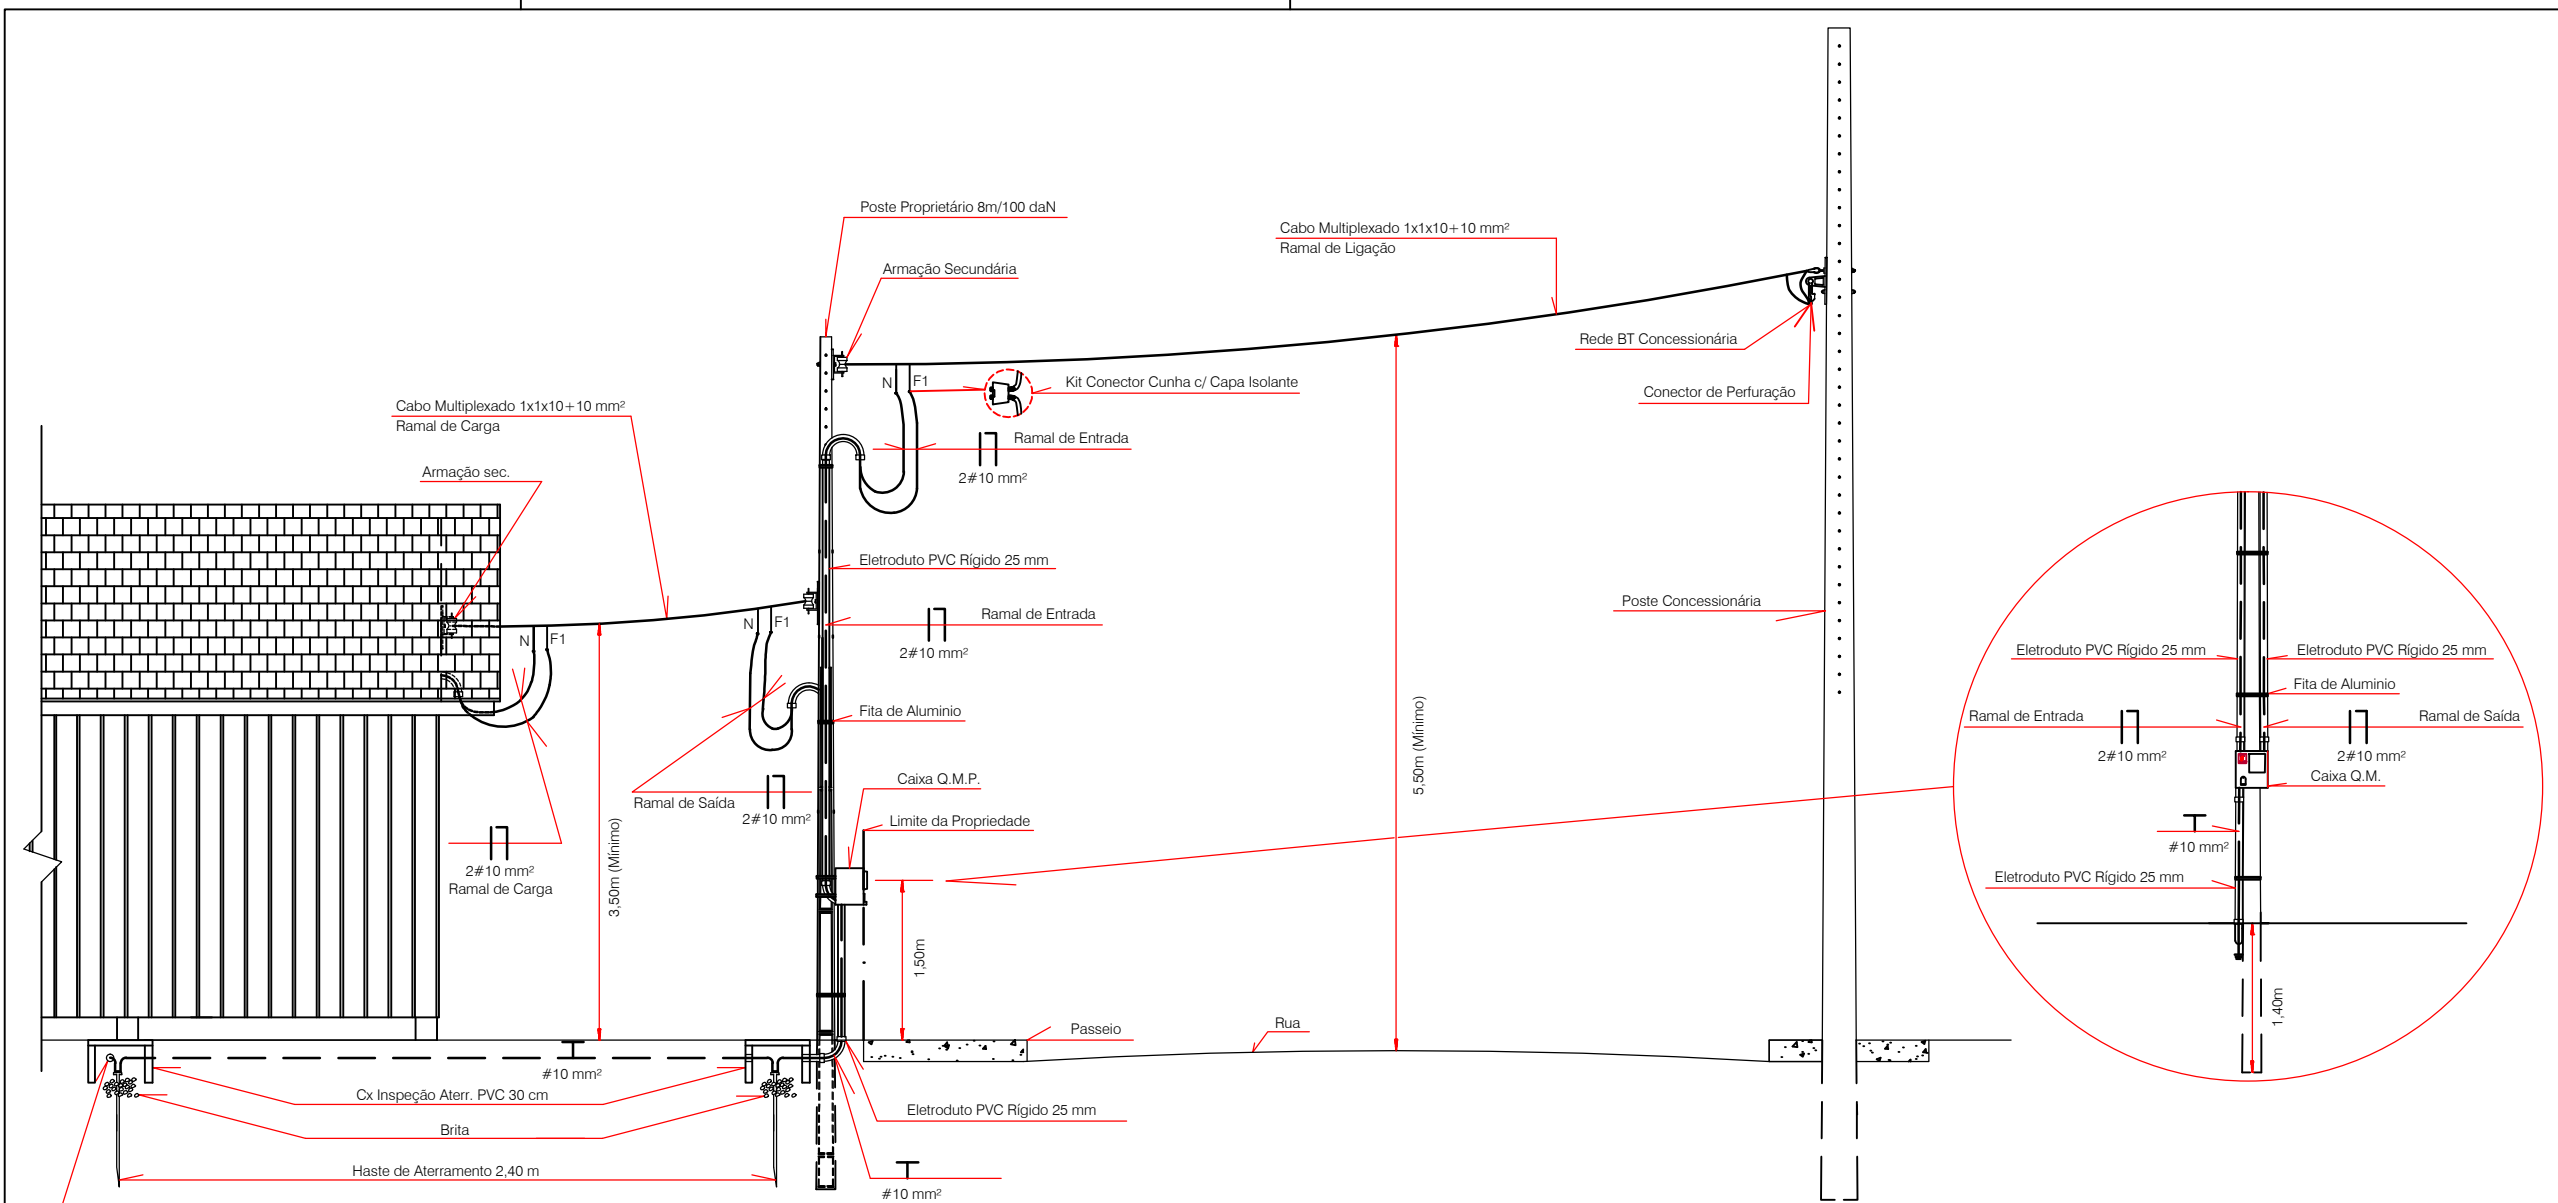 Poste Proprietário 8m/100 daN
Cabo Multiplexado 1x1x10+10 mm²
Ramal de Ligação
Armação Secundária
Rede BT Concessionária
Conector de Perfuração
N
F1
Kit Conector Cunha c/ Capa Isolante
Cabo Multiplexado 1x1x10+10 mm²
Ramal de Carga
Ramal de Entrada
2#10 mm²
Armação sec.
Eletroduto PVC Rígido 25 mm
Ramal de Entrada
2#10 mm²
N
F1
N
F1
Poste Concessionária
Fita de Aluminio
Ramal de Saída
2#10 mm²
Caixa Q.M.P.
Limite da Propriedade
2#10 mm²
Ramal de Carga
3,50m (Mínimo)
5,50m (Mínimo)
1,50m
Passeio
Rua
#10 mm²
Cx Inspeção Aterr. PVC 30 cm
Brita
Haste de Aterramento 2,40 m
Eletroduto PVC Rígido 25 mm
#10 mm²
Eletroduto PVC Rígido 25 mm
Eletroduto PVC Rígido 25 mm
Fita de Aluminio
Ramal de Entrada
Ramal de Saída
2#10 mm²
2#10 mm²
Caixa Q.M.
#10 mm²
Eletroduto PVC Rígido 25 mm
1,40m